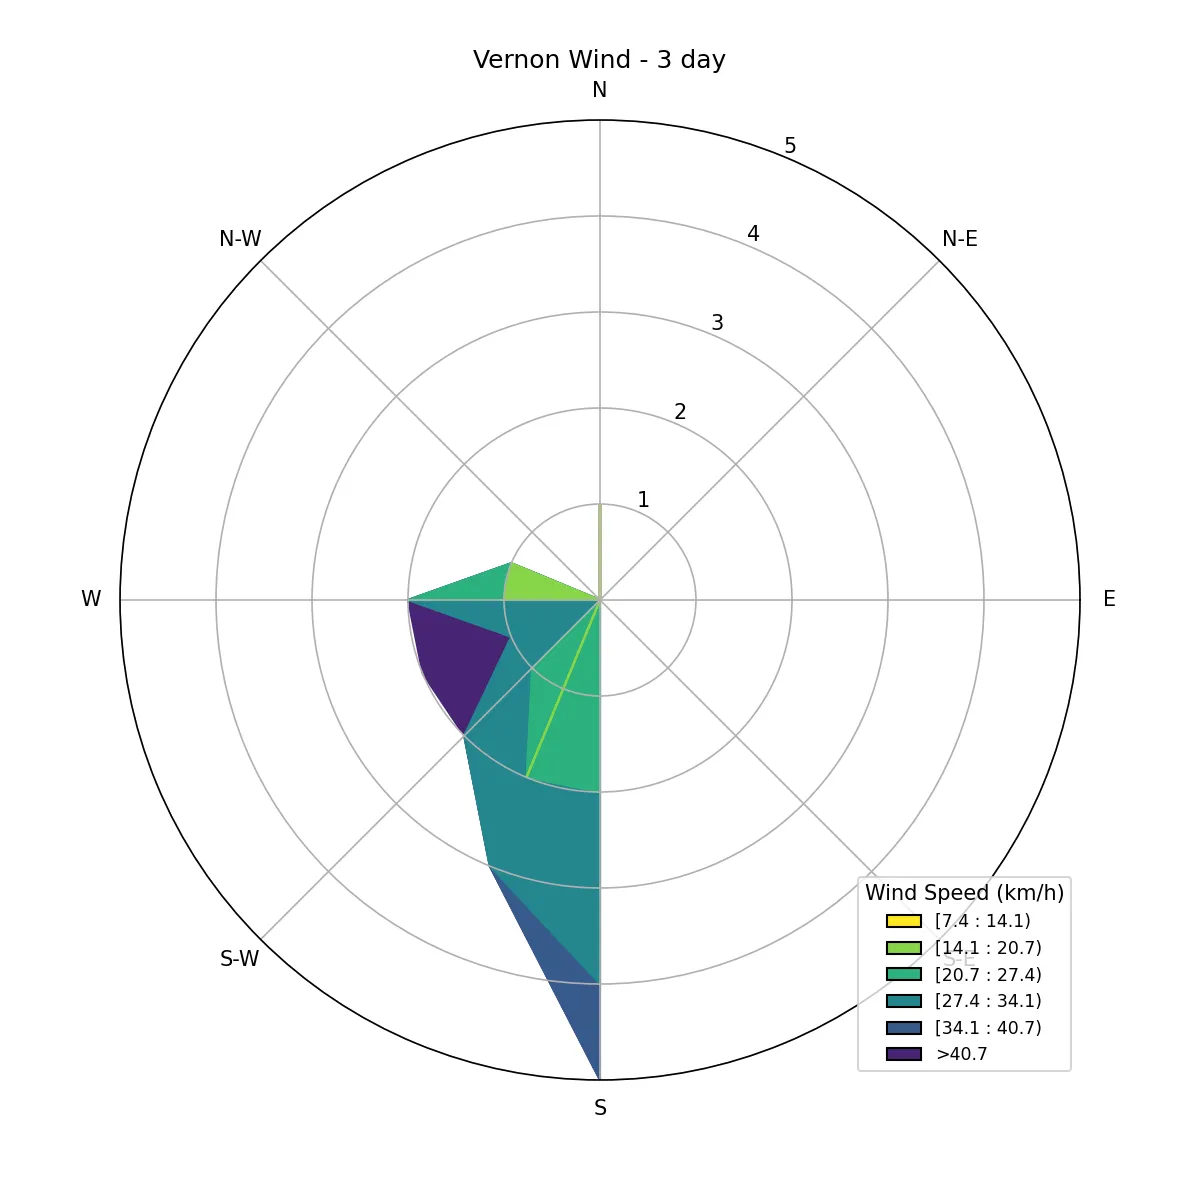 Vernon Wind - 3 day
N
5
N-W
N-E
4
3
2
1
W
E
S-W
S-E
S
Wind Speed (km/h)
[7.4 : 14.1)
[14.1 : 20.7)
[20.7 : 27.4)
[27.4 : 34.1)
[34.1 : 40.7)
>40.7